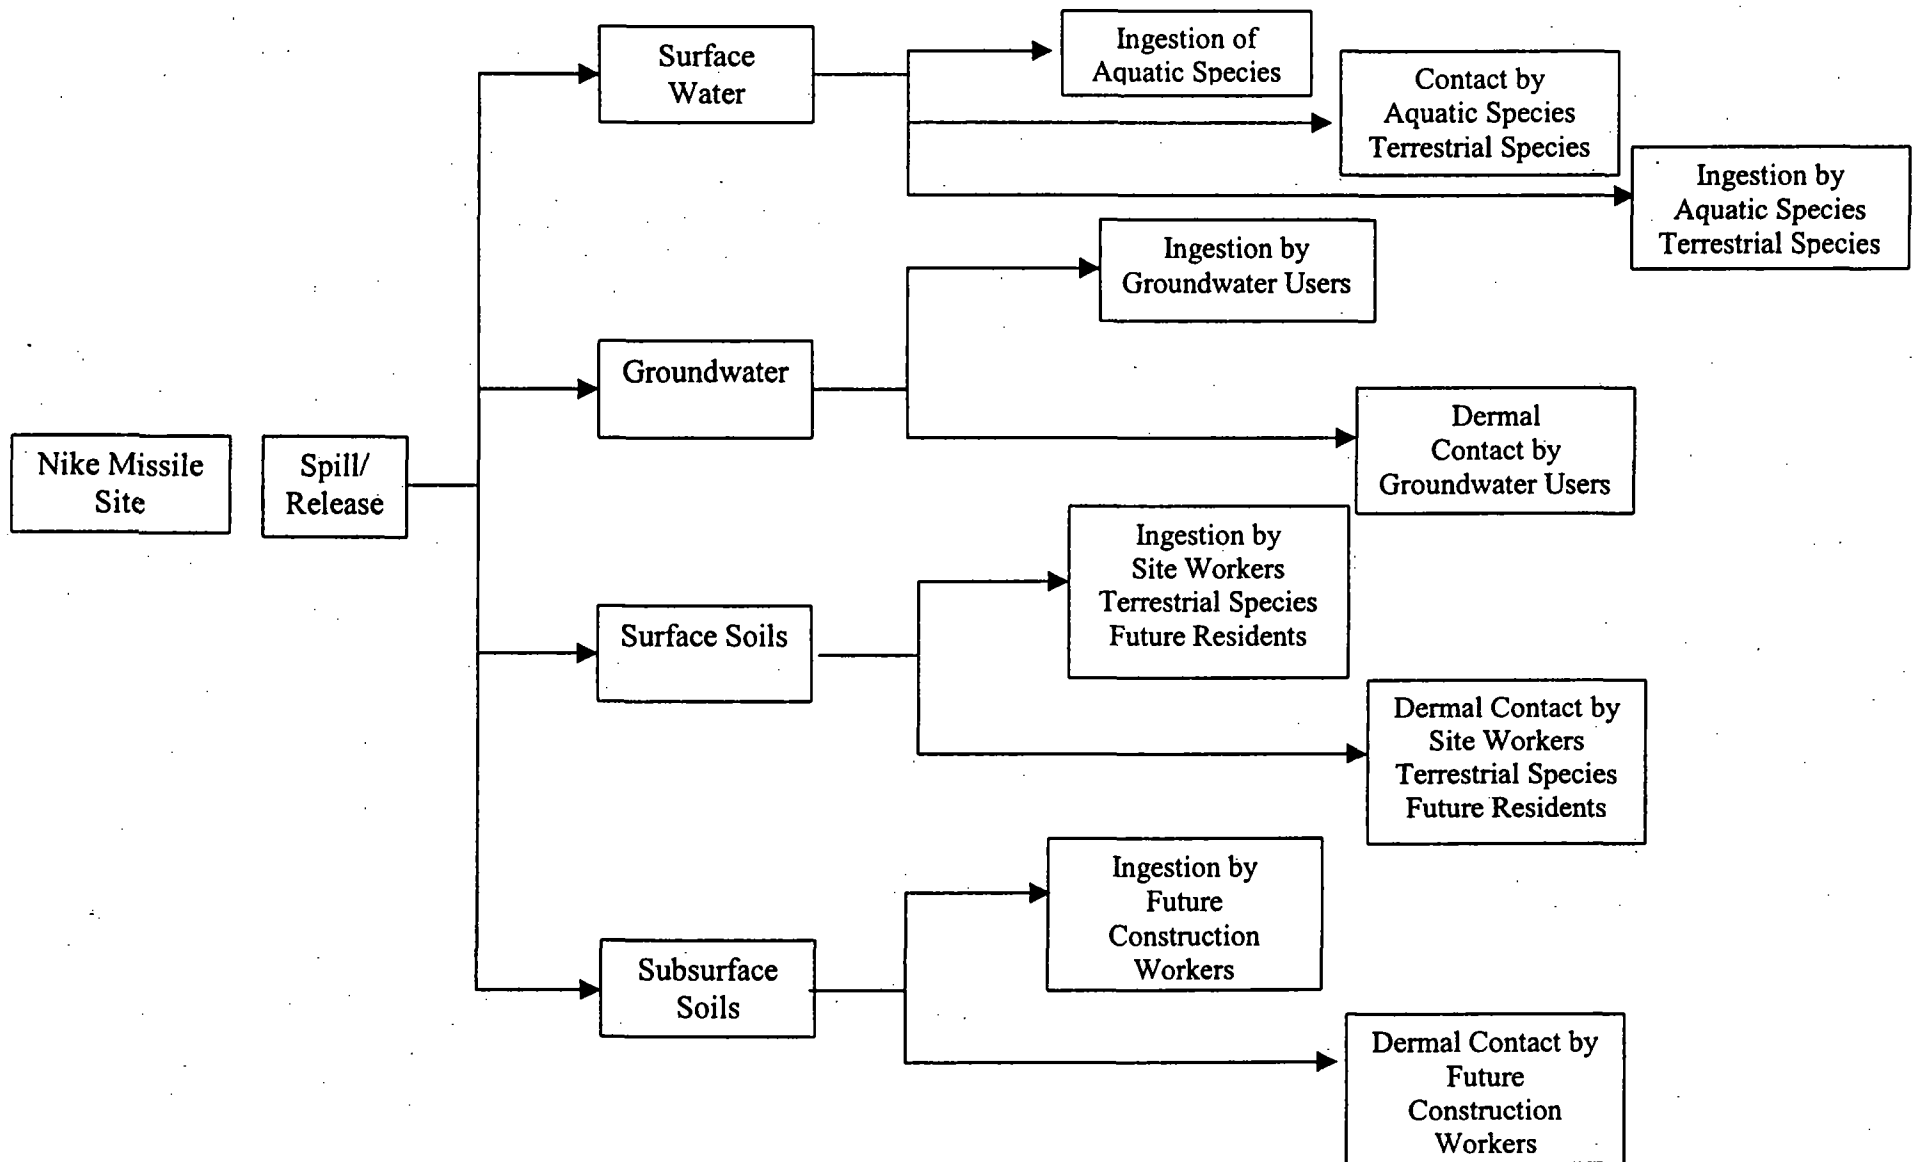 Nike Missile
Site
Spill/
Release
Surface
Water
Ingestion of
Aquatic Species
Contact by
Aquatic Species
Terrestrial Species
Ingestion by
Aquatic Species
Terrestrial Species
Groundwater
Ingestion by
Groundwater Users
Dermal
Contact by
Groundwater Users
Surface Soils
Ingestion by
Site Workers
Terrestrial Species
Future Residents
Dermal Contact by
Site Workers
Terrestrial Species
Future Residents
Subsurface
Soils
Ingestion by
Future
Construction
Workers
Dermal Contact by
Future
Construction
Workers